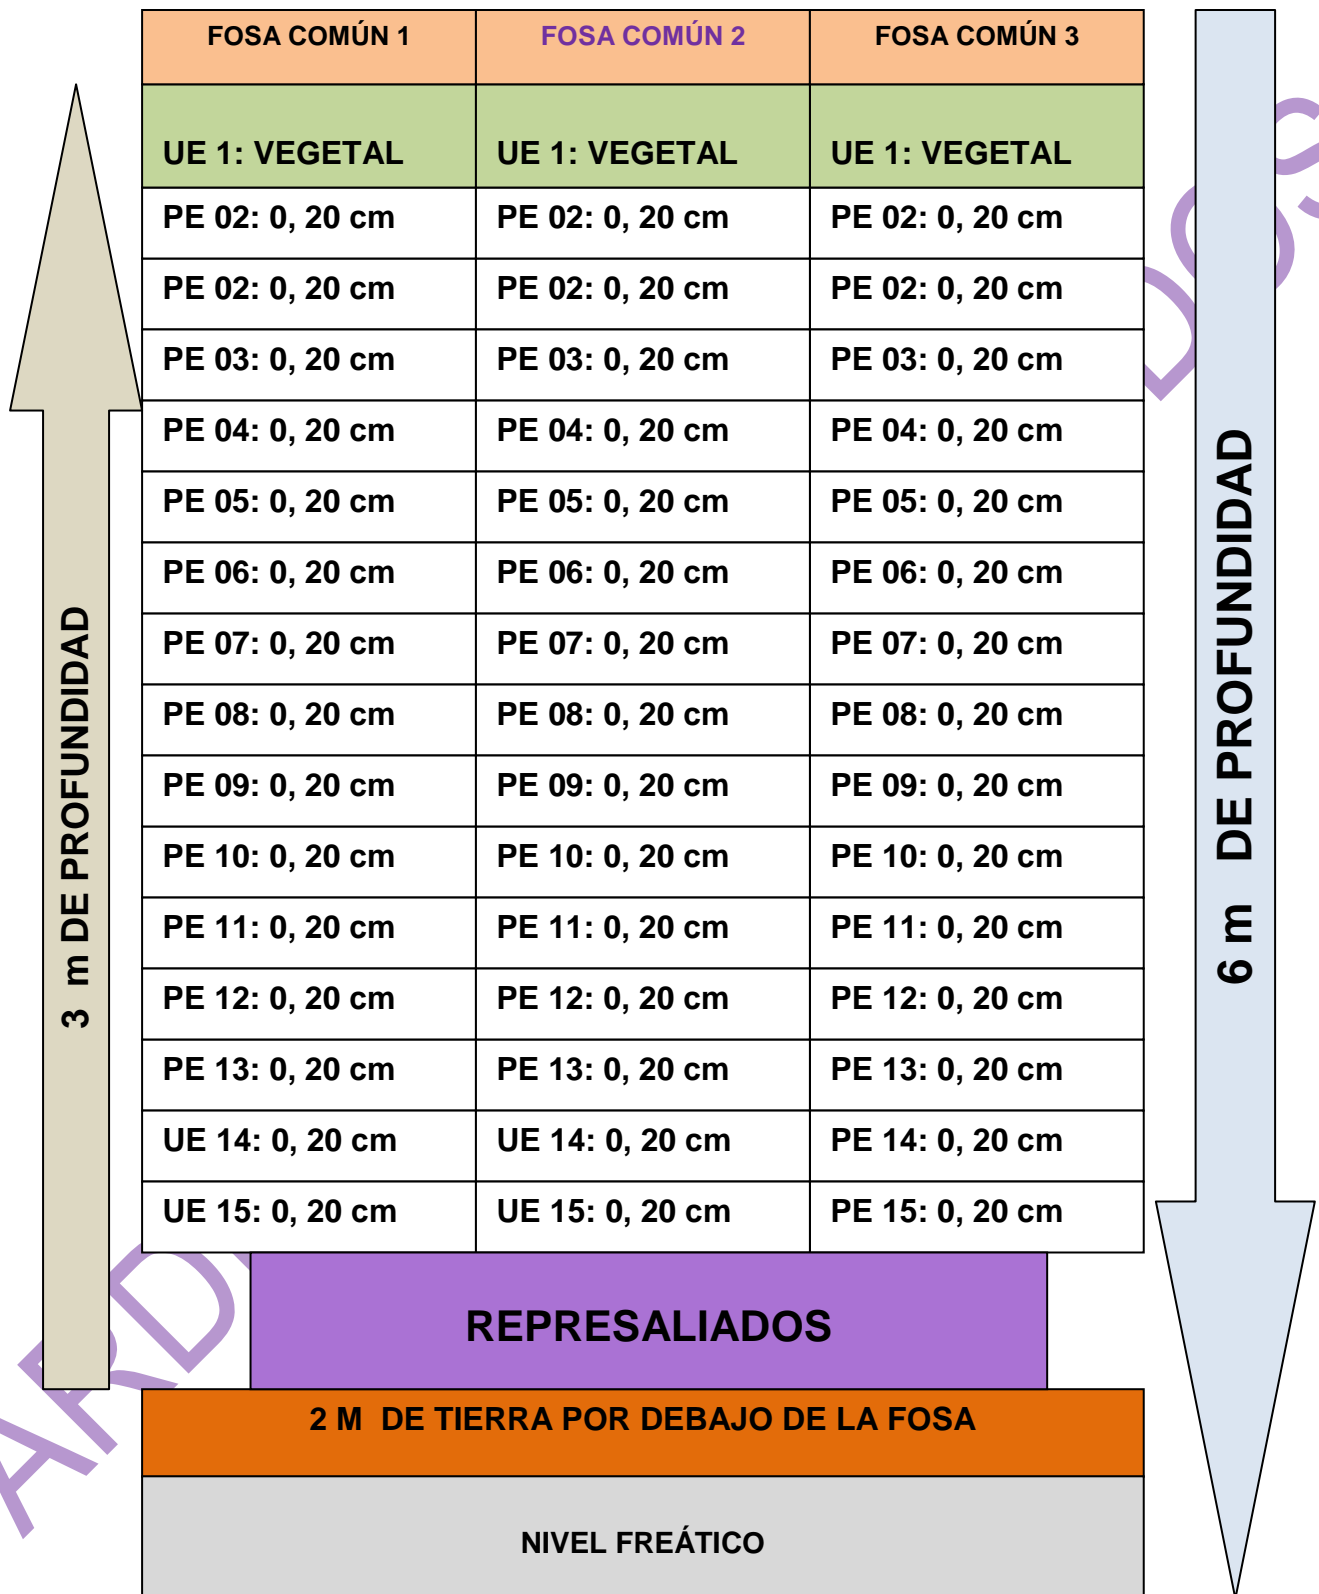 FOSA COMÚN 1 FOSA COMÚN 2 FOSA COMÚN 3
UE 1: VEGETAL UE 1: VEGETAL UE 1: VEGETAL
PE 02: 0, 20 cm PE 02: 0, 20 cm PE 02: 0, 20 cm
PE 02: 0, 20 cm PE 02: 0, 20 cm PE 02: 0, 20 cm
PE 03: 0, 20 cm PE 03: 0, 20 cm PE 03: 0, 20 cm
PE 04: 0, 20 cm PE 04: 0, 20 cm PE 04: 0, 20 cm
PE 05: 0, 20 cm PE 05: 0, 20 cm PE 05: 0, 20 cm
PE 06: 0, 20 cm PE 06: 0, 20 cm PE 06: 0, 20 cm
PE 07: 0, 20 cm PE 07: 0, 20 cm PE 07: 0, 20 cm
PE 08: 0, 20 cm PE 08: 0, 20 cm PE 08: 0, 20 cm
PE 09: 0, 20 cm PE 09: 0, 20 cm PE 09: 0, 20 cm
PE 10: 0, 20 cm PE 10: 0, 20 cm PE 10: 0, 20 cm
PE 11: 0, 20 cm PE 11: 0, 20 cm PE 11: 0, 20 cm
PE 12: 0, 20 cm PE 12: 0, 20 cm PE 12: 0, 20 cm
PE 13: 0, 20 cm PE 13: 0, 20 cm PE 13: 0, 20 cm
UE 14: 0, 20 cm UE 14: 0, 20 cm PE 14: 0, 20 cm
UE 15: 0, 20 cm UE 15: 0, 20 cm PE 15: 0, 20 cm
REPRESALIADOS
2 M DE TIERRA POR DEBAJO DE LA FOSA
NIVEL FREÁTICO
3 m DE PROFUNDIDAD
6 m DE PROFUNDIDAD